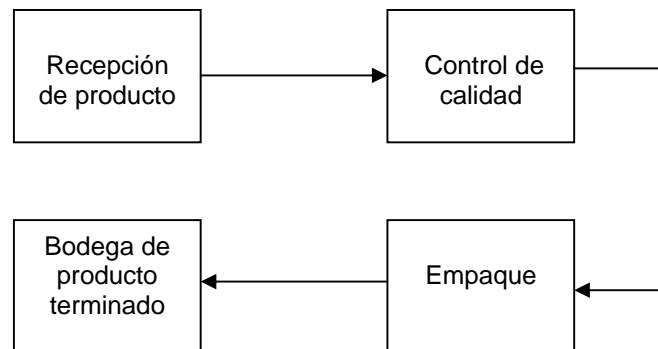 Recepción
de producto
Control de
calidad
Bodega de
producto
terminado
Empaque